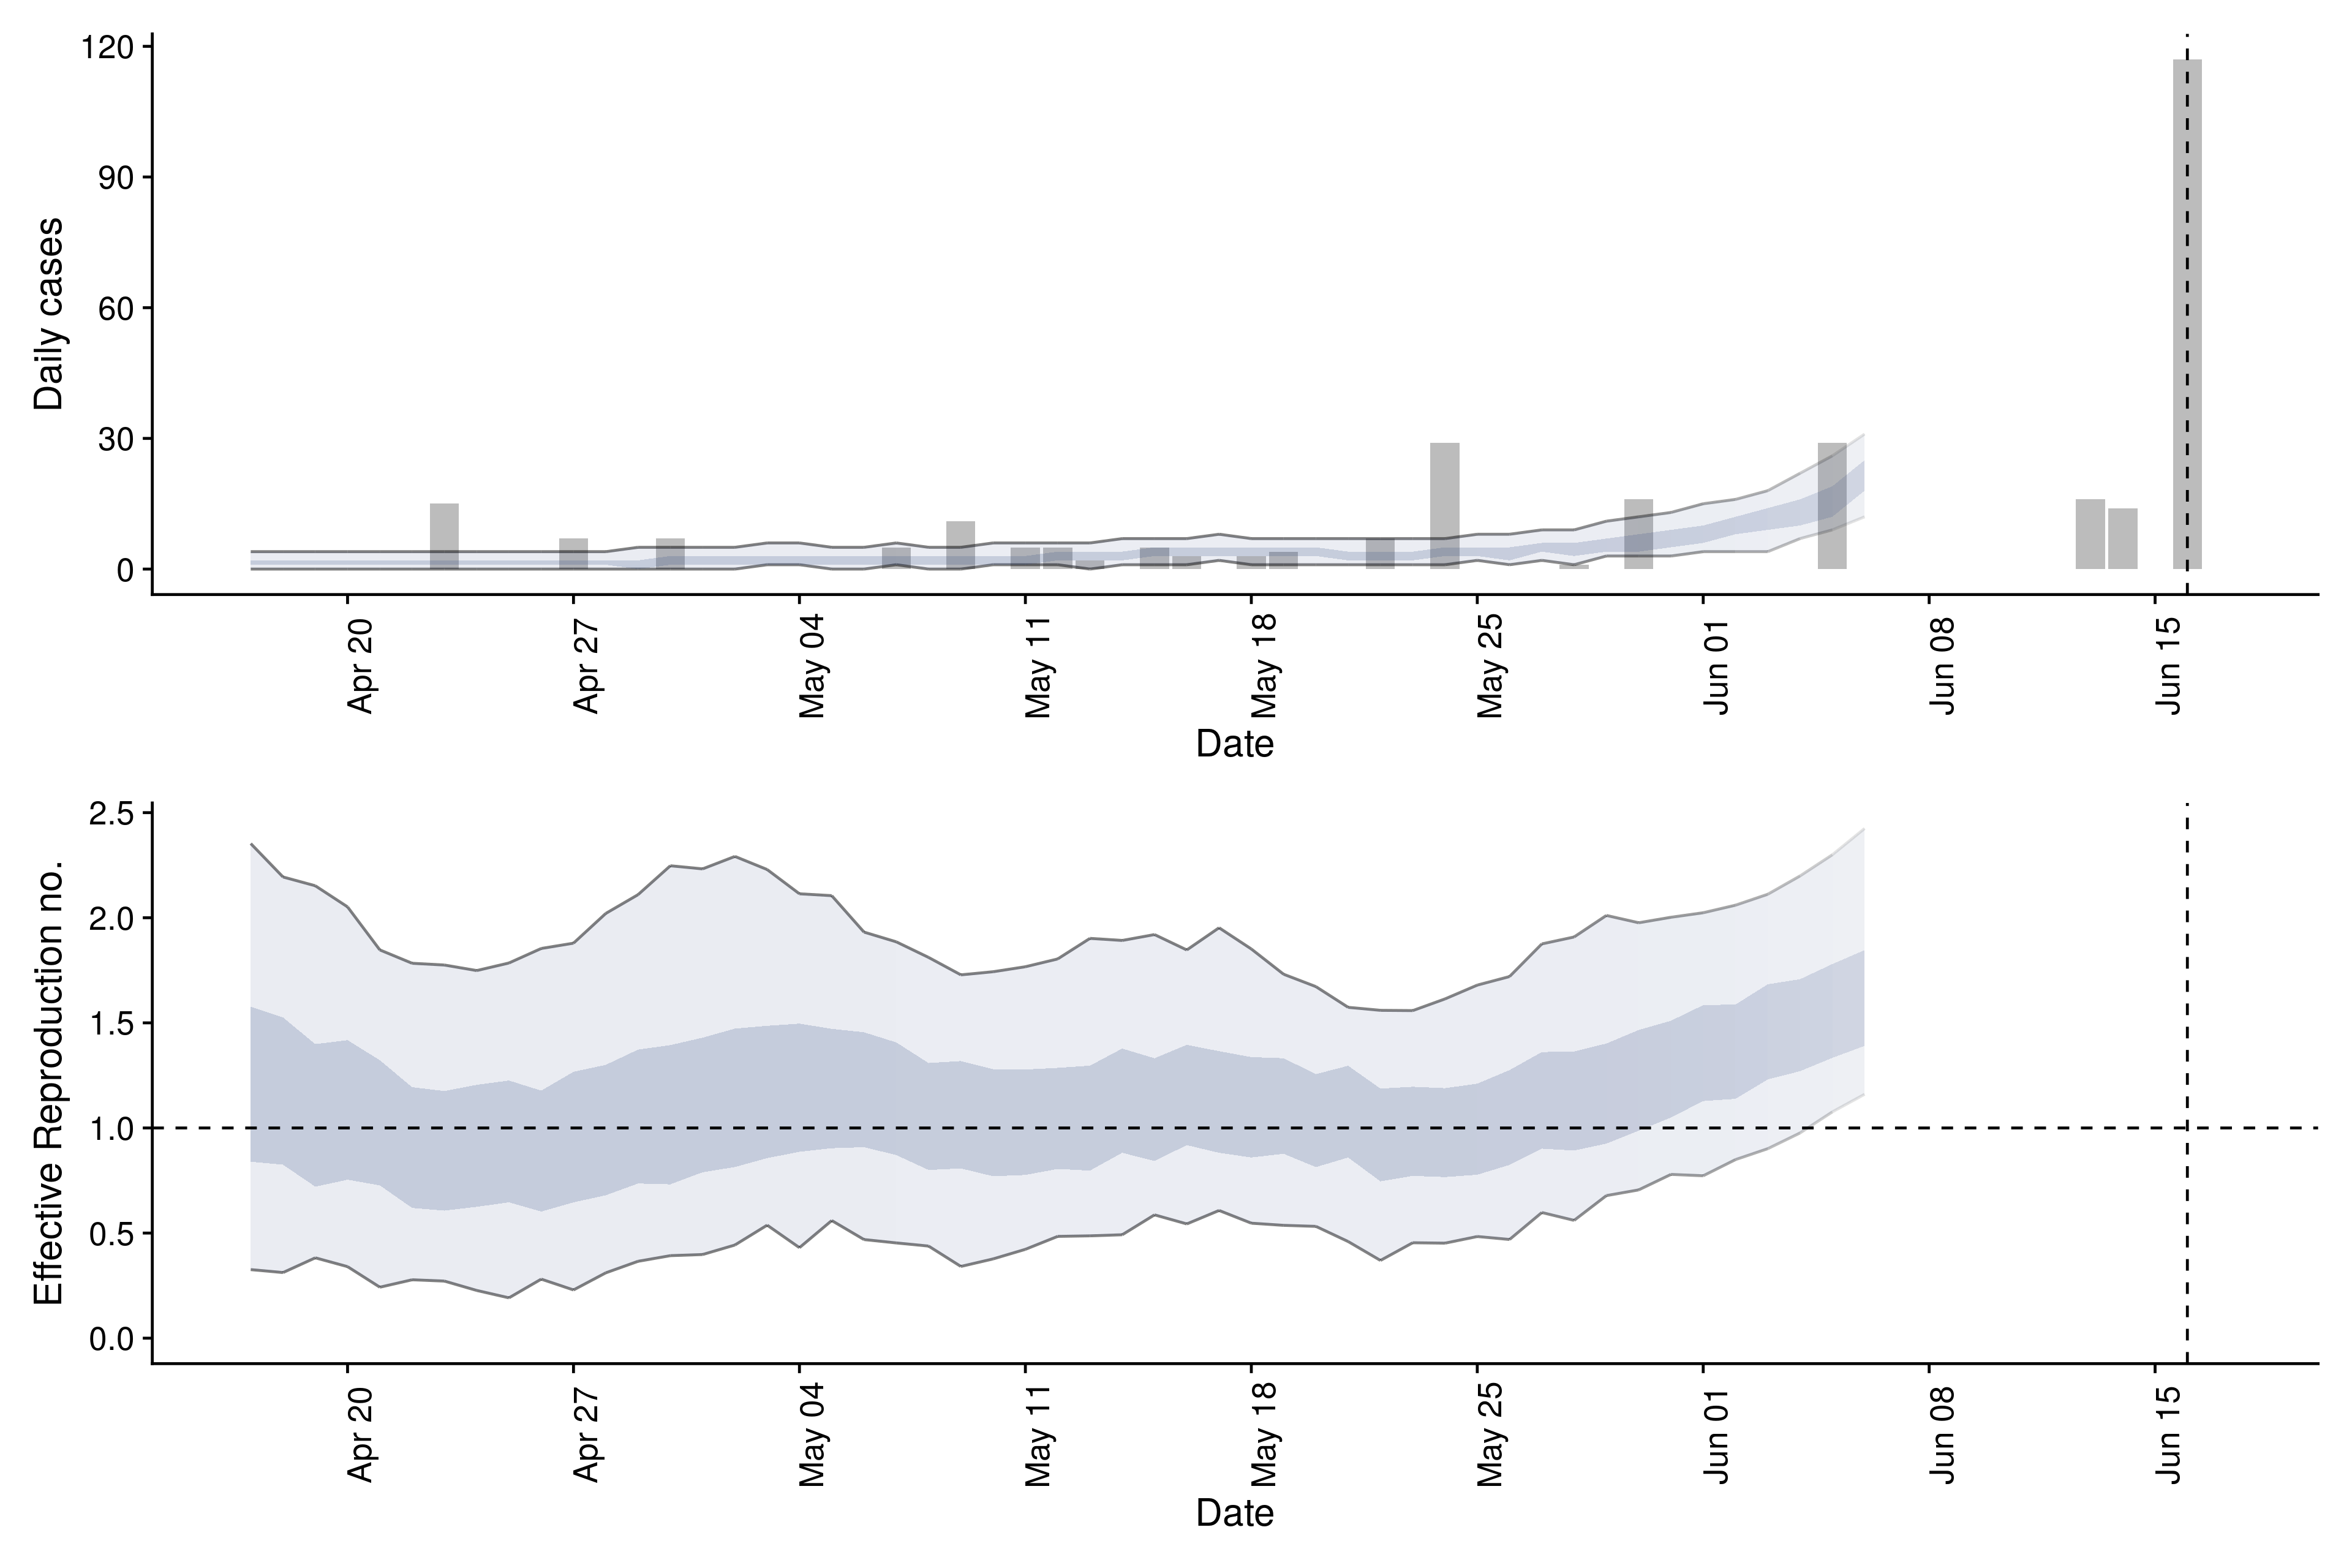 120
90
60
30
0
Daily cases
Apr 20
Apr 27
May 04
May 11
May 18
May 25
Jun 01
Jun 08
Jun 15
Date
2.5
2.0
1.5
1.0
0.5
0.0
Effective Reproduction no.
Apr 20
Apr 27
May 04
May 11
May 18
May 25
Jun 01
Jun 08
Jun 15
Date